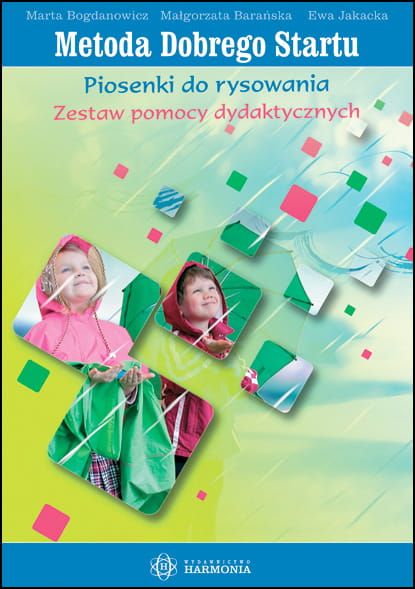 Marta Bogdanowicz Małgorzata Barańska Ewa Jakacka
Metoda Dobrego Startu
Piosenki do rysowania
Zestaw pomocy dydaktycznych
H
WYDAWNICTWO
HARMONIA